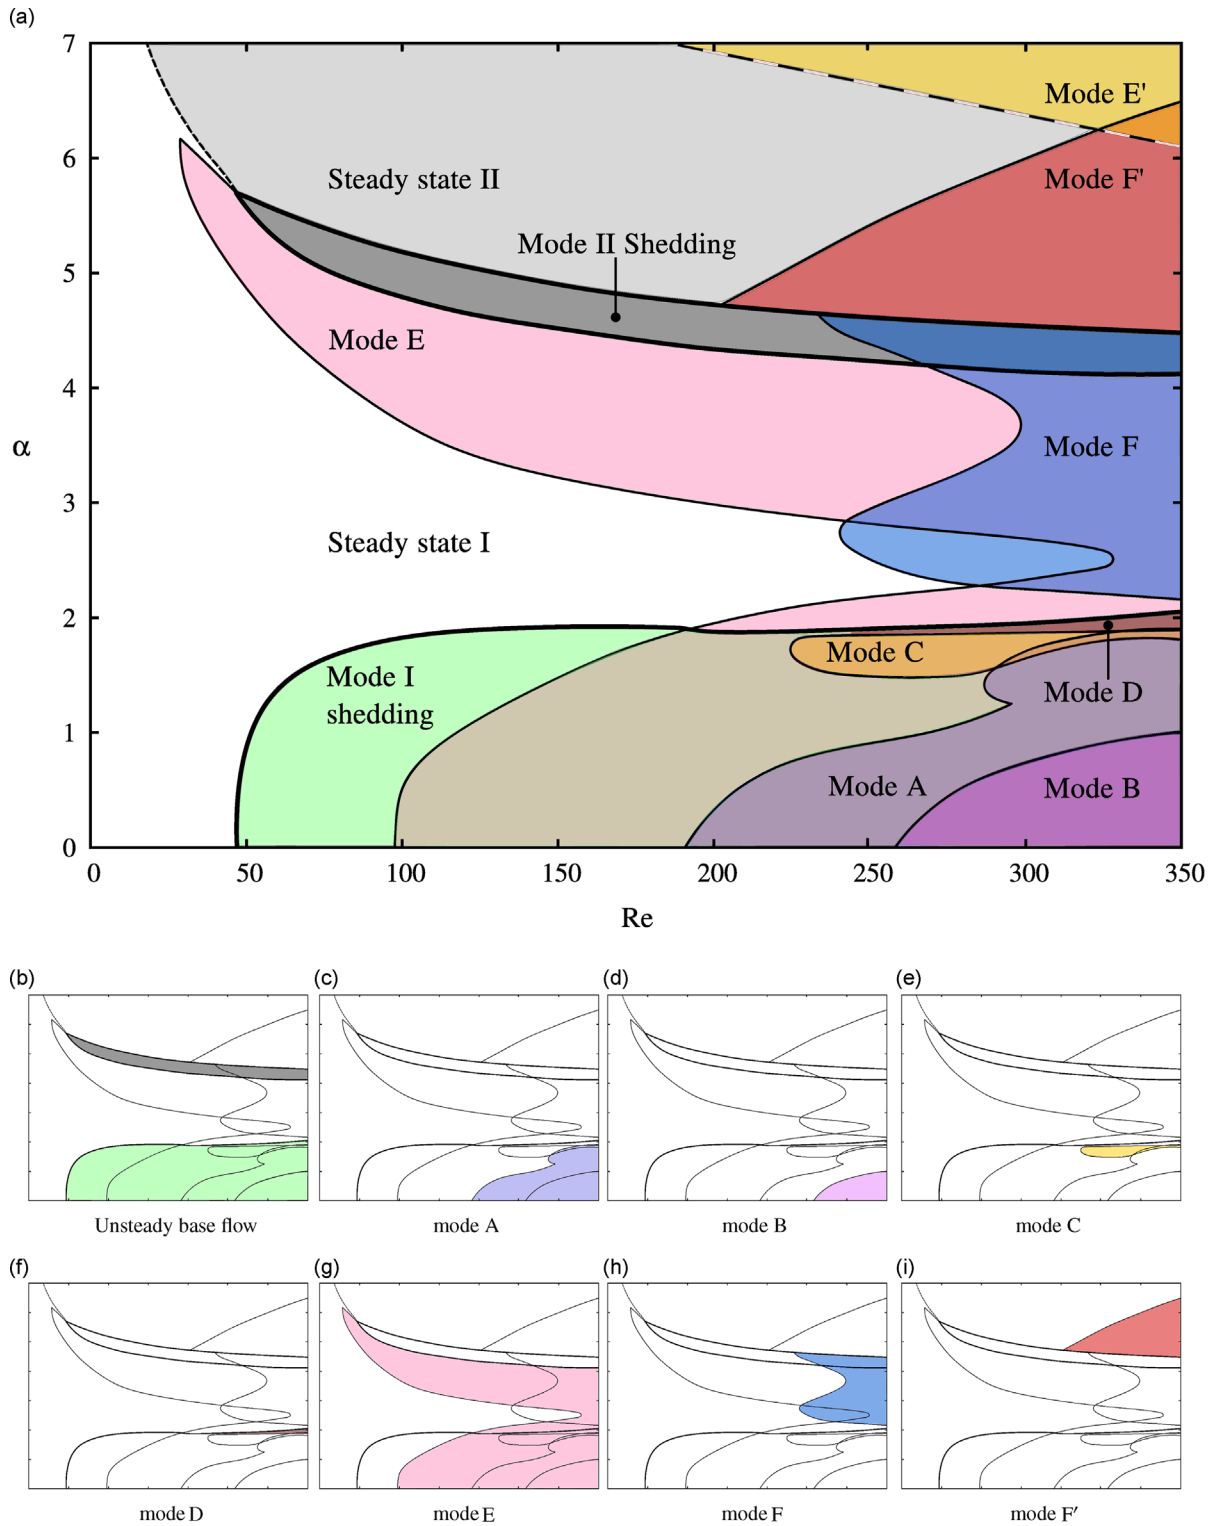 (a)
7
Mode E'
6
Steady state II
Mode F'
Mode II Shedding
5
Mode E
4
α
Mode F
3
Steady state I
2
Mode C
Mode I
shedding
Mode D
1
Mode A
Mode B
0
0 50 100 150 200 250 300 350
Re
(b) (c) (d) (e)
Unsteady base flow mode A mode B mode C
(f) (g) (h) (i)
mode D mode E mode F mode F′